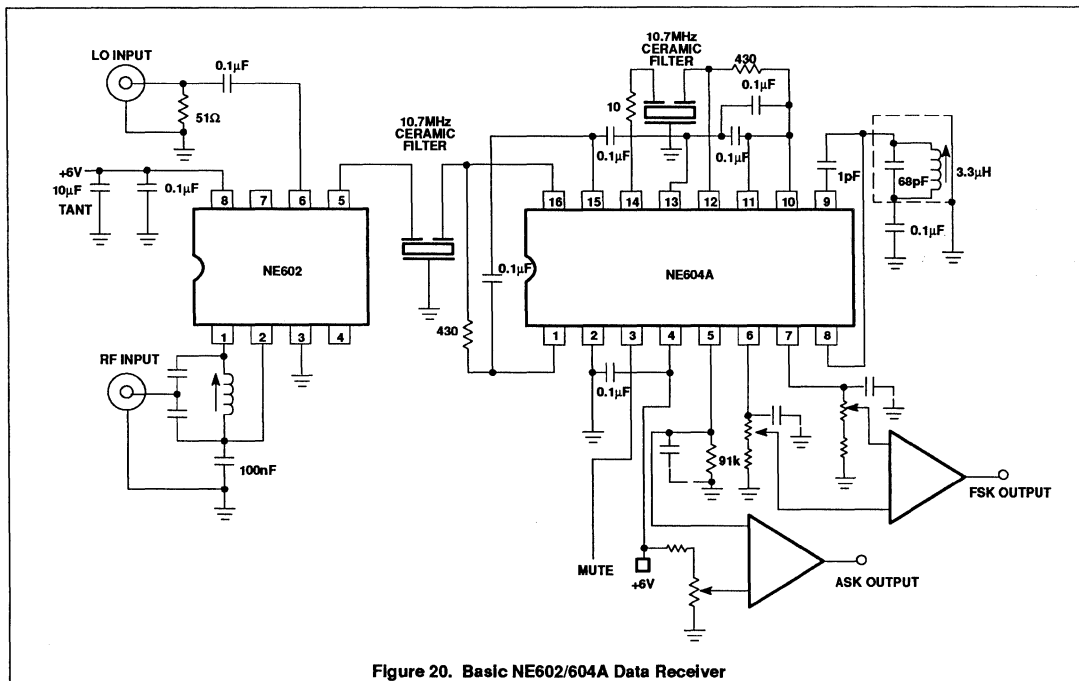 LO INPUT
0.1µF
51Ω
10.7MHz
CERAMIC
FILTER
430
0.1µF
10
+6V
10µF
TANT
0.1µF
10.7MHz
CERAMIC
FILTER
0.1µF
0.1µF
1pF
68pF
3.3µH
0.1µF
8 7 6 5
16 15 14 13 12 11 10 9
NE602
NE604A
0.1µF
430
1 2 3 4
1 2 3 4 5 6 7 8
RF INPUT
100nF
0.1µF
91k
MUTE
+6V
FSK OUTPUT
ASK OUTPUT
Figure 20. Basic NE602/604A Data Receiver